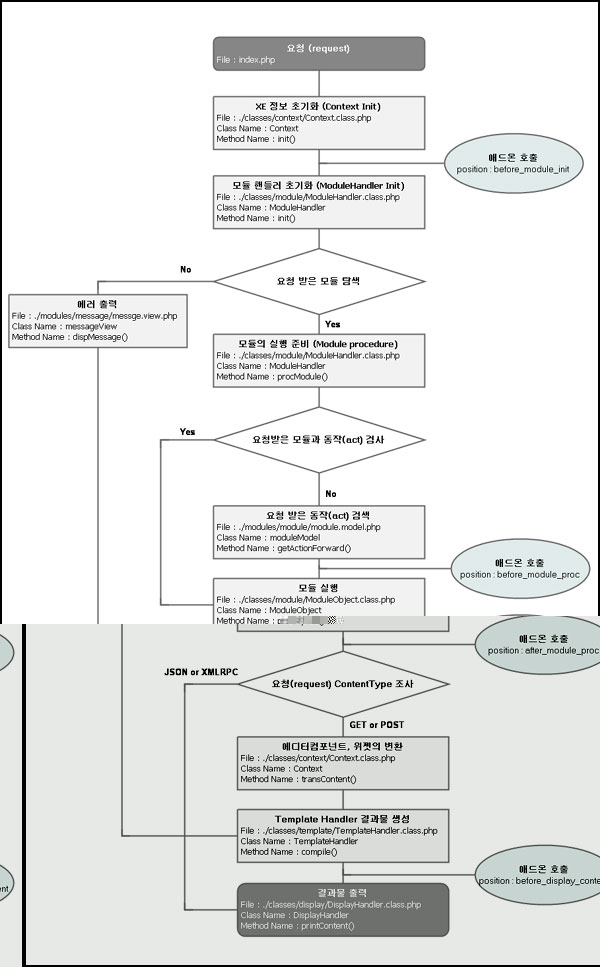 요청 (request)
File : index.php
XE 정보 초기화 (Context Init)
File : ./classes/context/Context.class.php
Class Name : Context
Method Name : init()
애드온 호출
position : before_module_init
모듈 핸들러 초기화 (ModuleHandler Init)
File : ./classes/module/ModuleHandler.class.php
Class Name : ModuleHandler
Method Name : init()
요청 받은 모듈 탐색
No
에러 출력
File : ./modules/message/messge.view.php
Class Name : messageView
Method Name : dispMessage()
Yes
모듈의 실행 준비 (Module procedure)
File : ./classes/module/ModuleHandler.class.php
Class Name : ModuleHandler
Method Name : procModule()
요청받은 모듈과 동작(act) 검사
Yes
No
요청 받은 동작(act) 검색
File : ./modules/module/module.model.php
Class Name : moduleModel
Method Name : getActionForward()
애드온 호출
position : before_module_proc
모듈 실행
File : ./classes/module/ModuleObject.class.php
Class Name : ModuleObject
Method Name :
애드온 호출
position : after_module_proc
JSON or XMLRPC
요청(request) ContentType 조사
GET or POST
에디터컴포넌트, 위젯의 변환
File : ./classes/context/Context.class.php
Class Name : Context
Method Name : transContent()
Template Handler 결과물 생성
File : ./classes/template/TemplateHandler.class.php
Class Name : TemplateHandler
Method Name : compile()
애드온 호출
position : before_display_conte
ent
결과물 출력
File : ./classes/display/DisplayHandler.class.php
Class Name : DisplayHandler
Method Name : printContent()